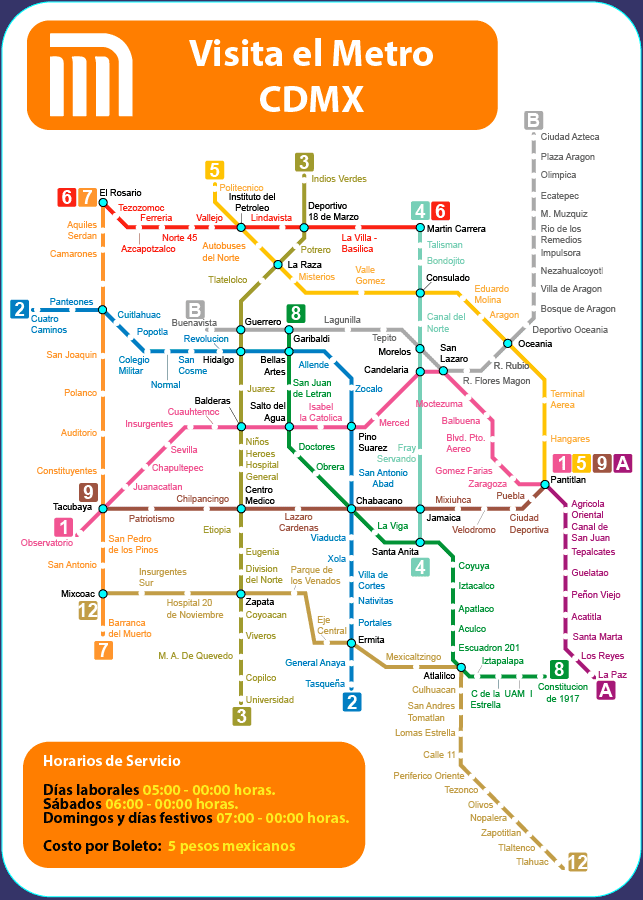 Visita el Metro
CDMX
B
Ciudad Azteca
Plaza Aragon
Olimpica
Ecatepec
M. Muzquiz
Rio de los
Remedios
Impulsora
Nezahualcoyotl
Villa de Aragon
Bosque de Aragon
Deportivo Oceania
Oceania
R. Rubio
R. Flores Magon
San
Lazaro
Morelos
Tepito
Lagunilla
Garibaldi
Guerrero
Buenavista
B
3
Indios Verdes
Deportivo
18 de Marzo
Potrero
La Raza
Tlatelolco
Hidalgo
Juarez
Balderas
Niños
Heroes
Hospital
General
Centro
Medico
Etiopia
Eugenia
Division
del Norte
Zapata
Coyoacan
Viveros
M. A. De Quevedo
Copilco
Universidad
3
5
Politecnico
Instituto del
Petroleo
Autobuses
del Norte
Misterios
Valle
Gomez
Consulado
Eduardo
Molina
Aragon
Terminal
Aerea
Hangares
1 5 9 A
Pantitlan
6 7
El Rosario
Tezozomoc
Ferreria
Vallejo
Lindavista
Azcapotzalco
Norte 45
La Villa -
Basilica
4 6
Martin Carrera
Talisman
Bondojito
Canal del
Norte
Candelaria
Fray
Servando
Jamaica
Santa Anita
4
Aquiles
Serdan
Camarones
San Joaquin
Polanco
Auditorio
Constituyentes
9
Tacubaya
San Pedro
de los Pinos
San Antonio
Mixcoac
12
Barranca
del Muerto
7
2
Cuatro
Caminos
Panteones
Cuitlahuac
Popotla
Colegio
Militar
Normal
San
Cosme
Revolucion
Bellas
Artes
Allende
Zocalo
Pino
Suarez
San Antonio
Abad
Chabacano
Viaducta
Xola
Villa de
Cortes
Nativitas
Portales
Ermita
General Anaya
Tasqueña
2
1
Observatorio
Juanacatlan
Chapultepec
Sevilla
Insurgentes
Cuauhtemoc
Salto del
Agua
Isabel
la Catolica
Merced
Moctezuma
Balbuena
Blvd. Pto.
Aereo
Gomez Farias
Zaragoza
Patriotismo
Chilpancingo
Lazaro
Cardenas
Mixiuhca
Velodromo
Ciudad
Deportiva
Puebla
8
San Juan
de Letran
Doctores
Obrera
La Viga
Coyuya
Iztacalco
Apatlaco
Aculco
Escuadron 201
Atlalilco
Iztapalapa
C de la
Estrella
UAM I
Constitucion
de 1917
8
Agricola
Oriental
Canal de
San Juan
Tepalcates
Guelatao
Peñon Viejo
Acatitla
Santa Marta
Los Reyes
La Paz
A
Insurgentes
Sur
Hospital 20
de Noviembre
Parque de
los Venados
Eje
Central
Mexicaltzingo
Culhuacan
San Andres
Tomatlan
Lomas Estrella
Calle 11
Periferico Oriente
Tezonco
Olivos
Nopalera
Zapotitlan
Tlaltenco
Tlahuac
12
Horarios de Servicio
Días laborales 05:00 - 00:00 horas.
Sábados 06:00 - 00:00 horas.
Domingos y días festivos 07:00 - 00:00 horas.
Costo por Boleto: 5 pesos mexicanos